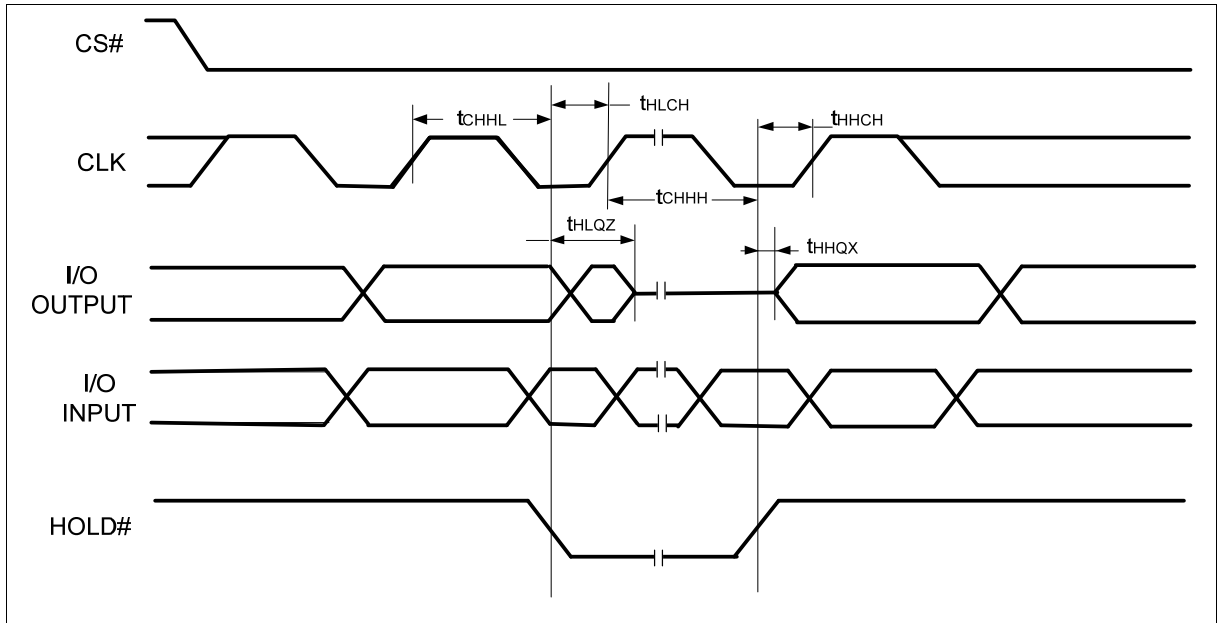 CS#
tHLCH
tCHHL
tHHCH
CLK
tCHHH
tHLQZ
tHHQX
I/O
OUTPUT
I/O
INPUT
HOLD#